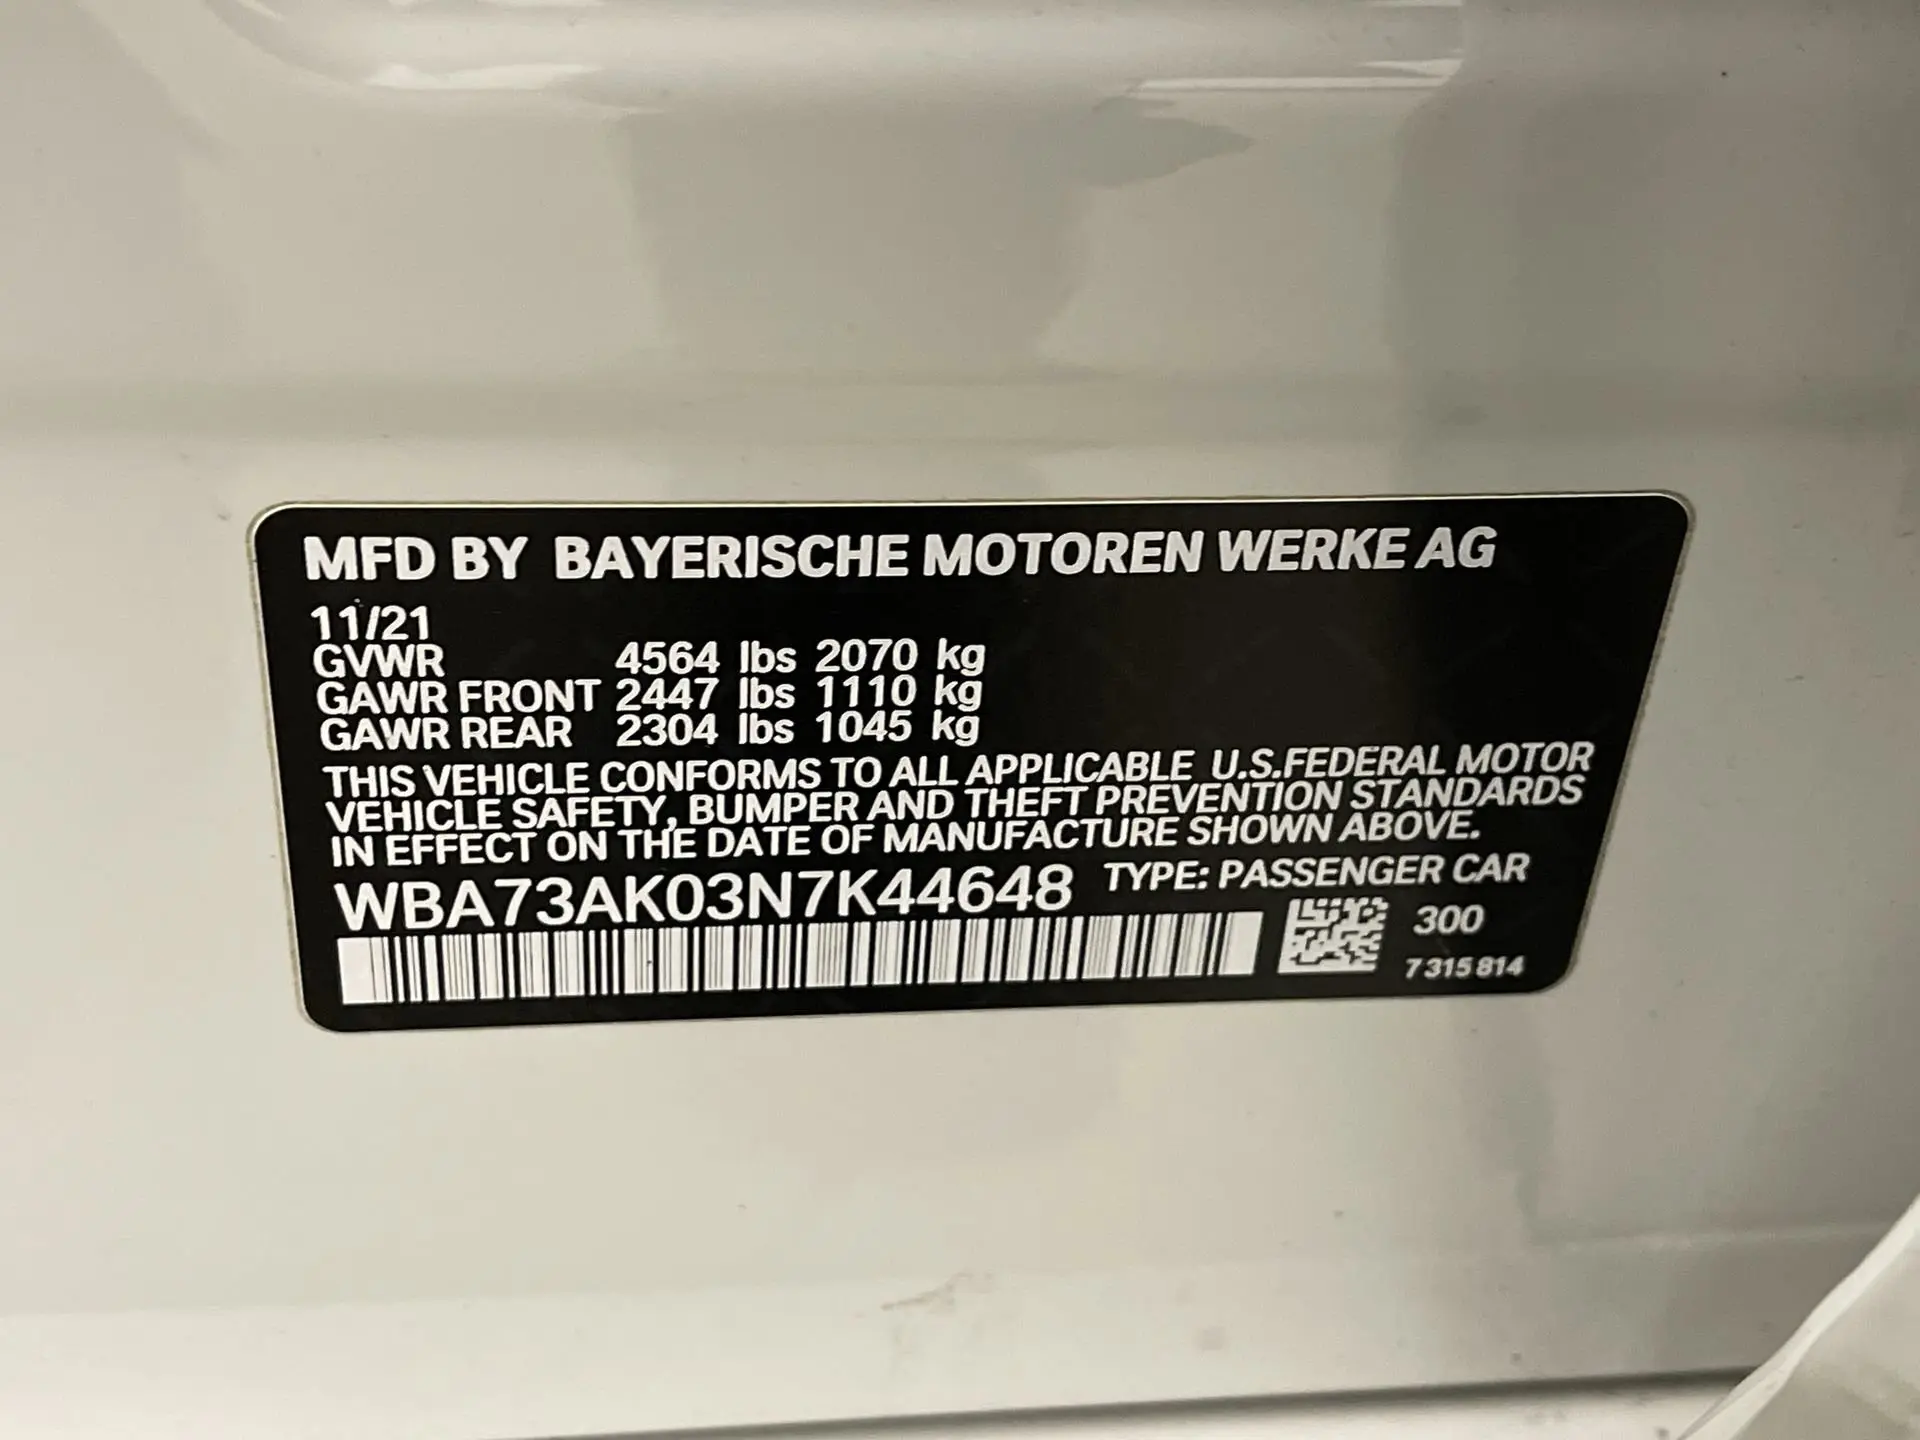 MFD BY BAYERISCHE MOTOREN WERKE AG
11/21
GVWR 4564 lbs 2070 kg
GAWR FRONT 2447 lbs 1110 kg
GAWR REAR 2304 lbs 1045 kg
THIS VEHICLE CONFORMS TO ALL APPLICABLE U.S.FEDERAL MOTOR
VEHICLE SAFETY, BUMPER AND THEFT PREVENTION STANDARDS
IN EFFECT ON THE DATE OF MANUFACTURE SHOWN ABOVE.
WBA73AK03N7K44648 TYPE: PASSENGER CAR
300
7 315 814